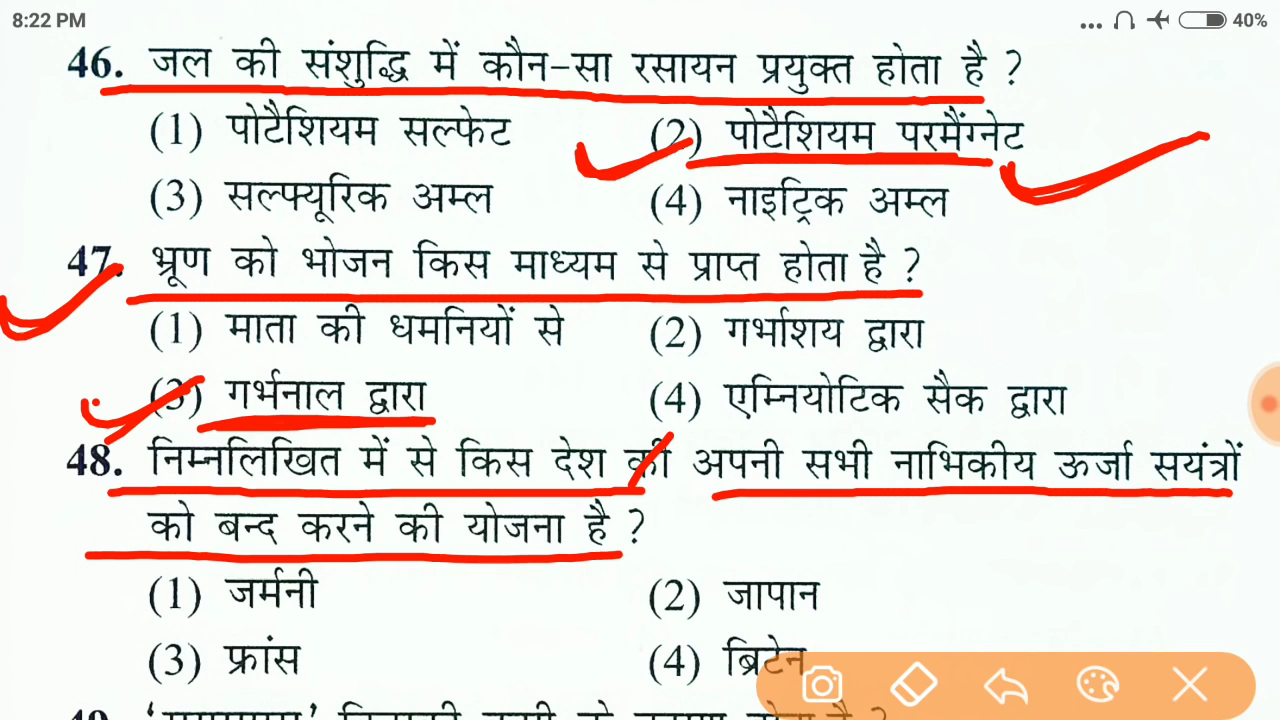 8:22 PM ... 40%
46. जल की संशुद्धि में कौन-सा रसायन प्रयुक्त होता है ?
(1) पोटैशियम सल्फेट (2) पोटैशियम परमैंग्नेट
(3) सल्फ्यूरिक अम्ल (4) नाइट्रिक अम्ल
47. भ्रूण को भोजन किस माध्यम से प्राप्त होता है ?
(1) माता की धमनियों से (2) गर्भाशय द्वारा
(3) गर्भनाल द्वारा (4) एम्नियोटिक सैक द्वारा
48. निम्नलिखित में से किस देश की अपनी सभी नाभिकीय ऊर्जा सयंत्रों
को बन्द करने की योजना है ?
(1) जर्मनी (2) जापान
(3) फ्रांस (4) ब्रिटेन